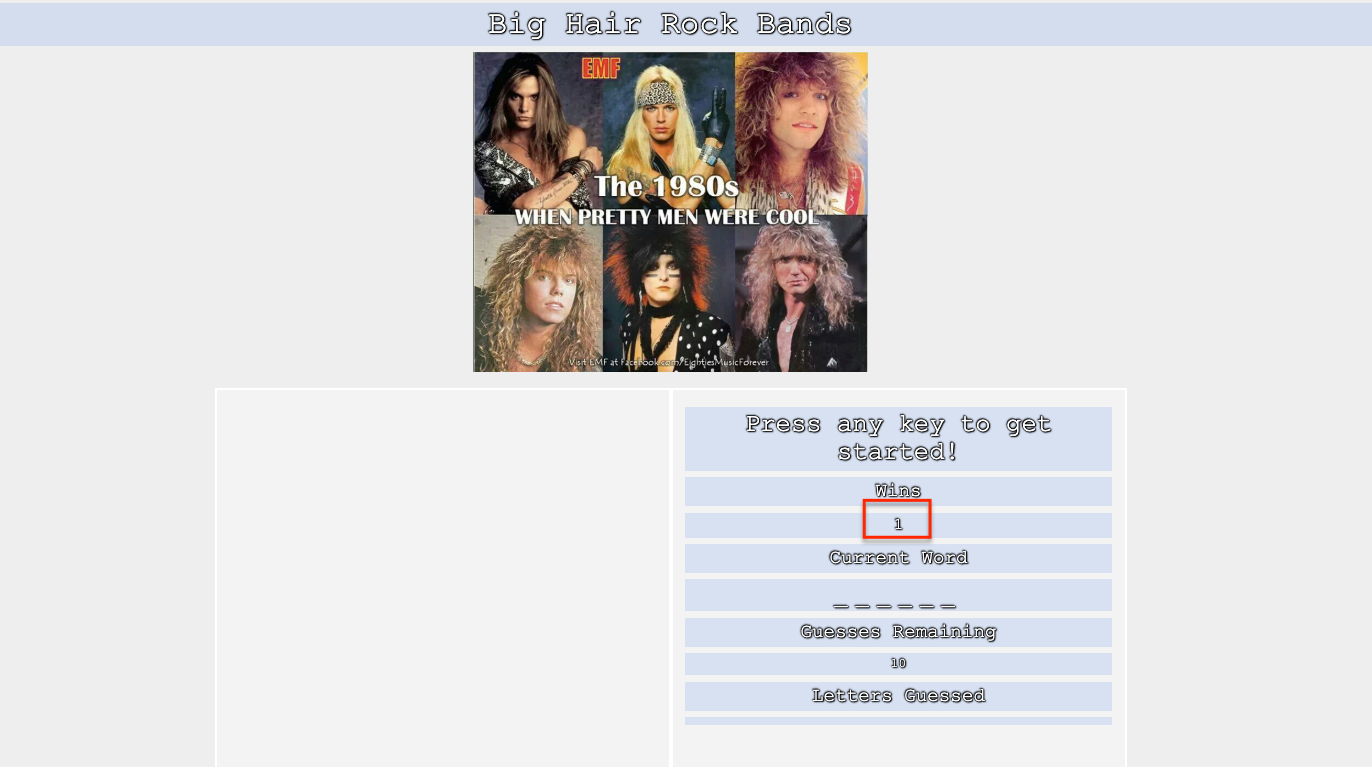 Big Hair Rock Bands
EMF
The 1980s
WHEN PRETTY MEN WERE COOL
Visit EMF at Facebook.com/EightiesMusicForever
Press any key to get
started!
Wins
1
Current Word
_ _ _ _ _ _
Guesses Remaining
10
Letters Guessed